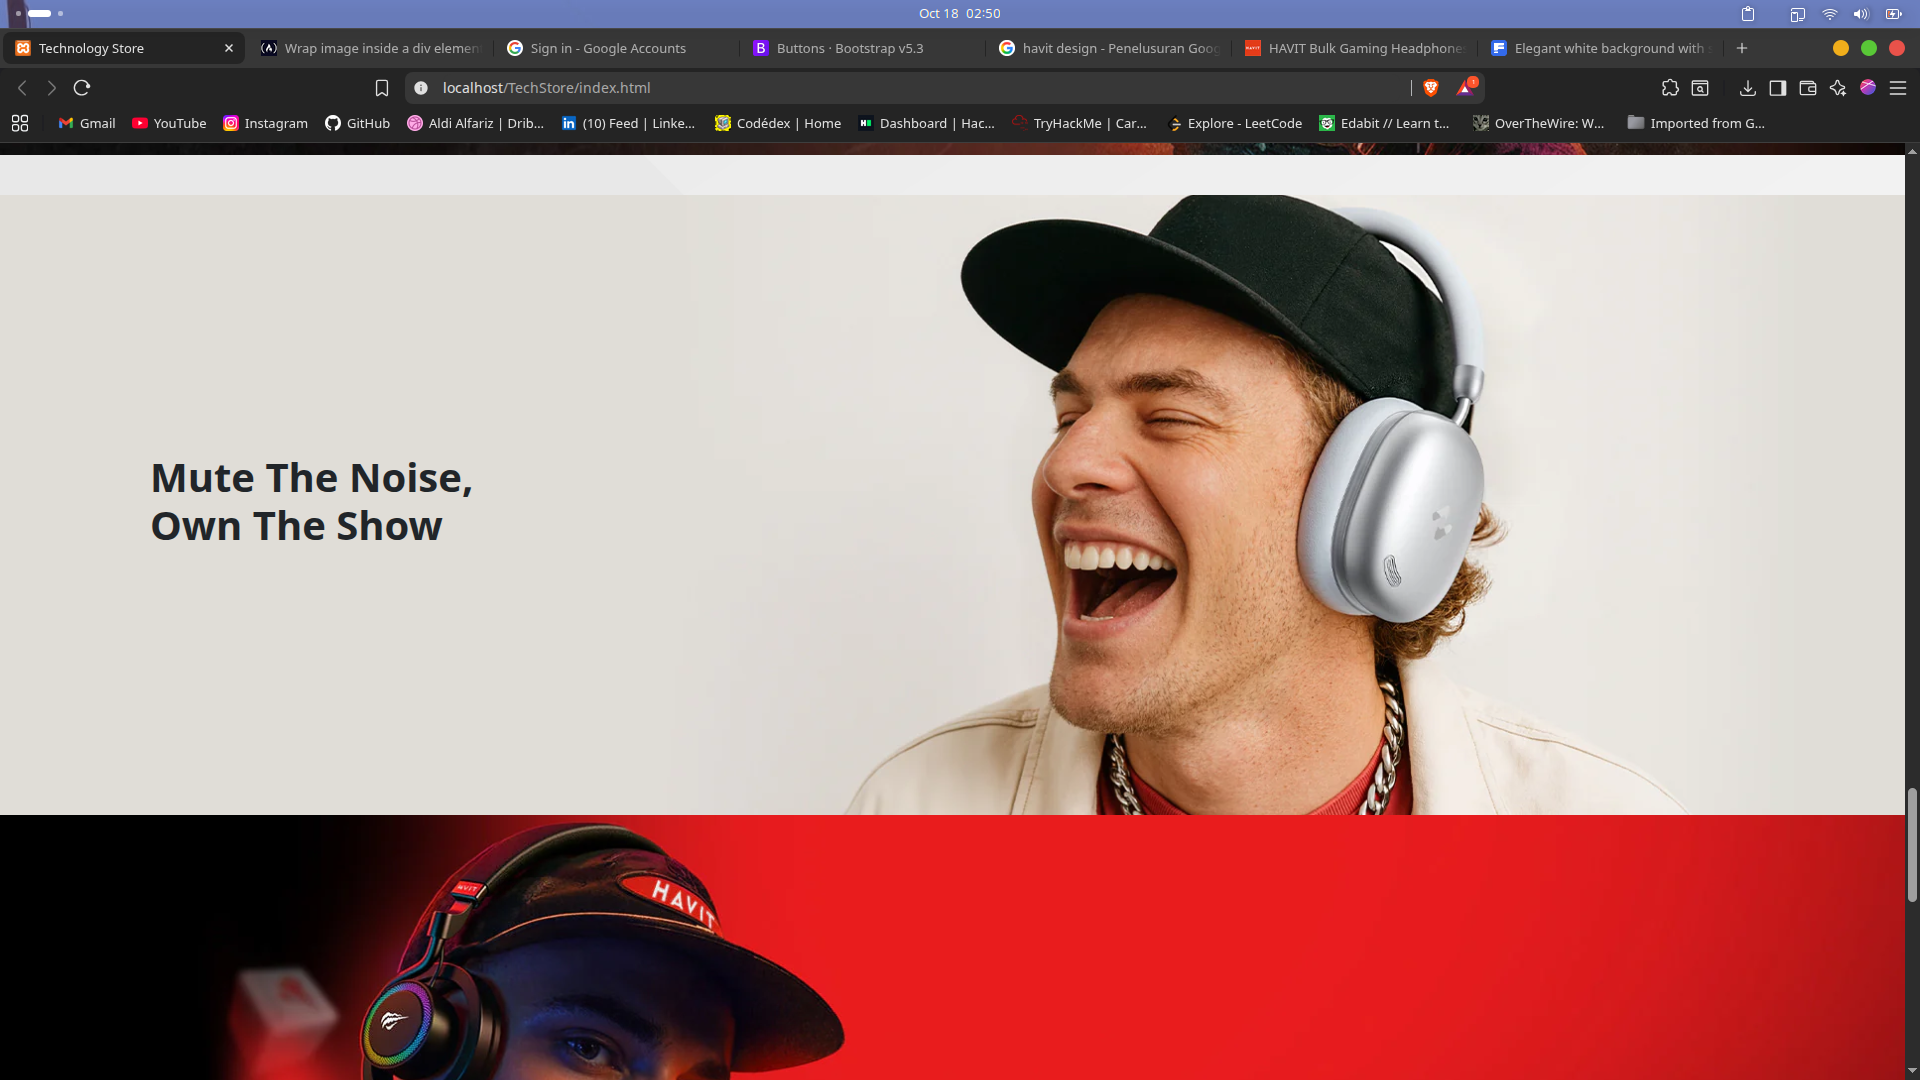 Oct 18 02:50
Technology Store
Wrap image inside a div elemen
Sign in - Google Accounts
Buttons · Bootstrap v5.3
havit design - Penelusuran Goog
HAVIT Bulk Gaming Headphone
Elegant white background with s
localhost/TechStore/index.html
1
Gmail
YouTube
Instagram
GitHub
Aldi Alfariz | Drib...
(10) Feed | Linke...
Codédex | Home
Dashboard | Hac...
TryHackMe | Car...
Explore - LeetCode
Edabit // Learn t...
OverTheWire: W...
Imported from G...
Mute The Noise,
Own The Show
HAVIT
HAVIT